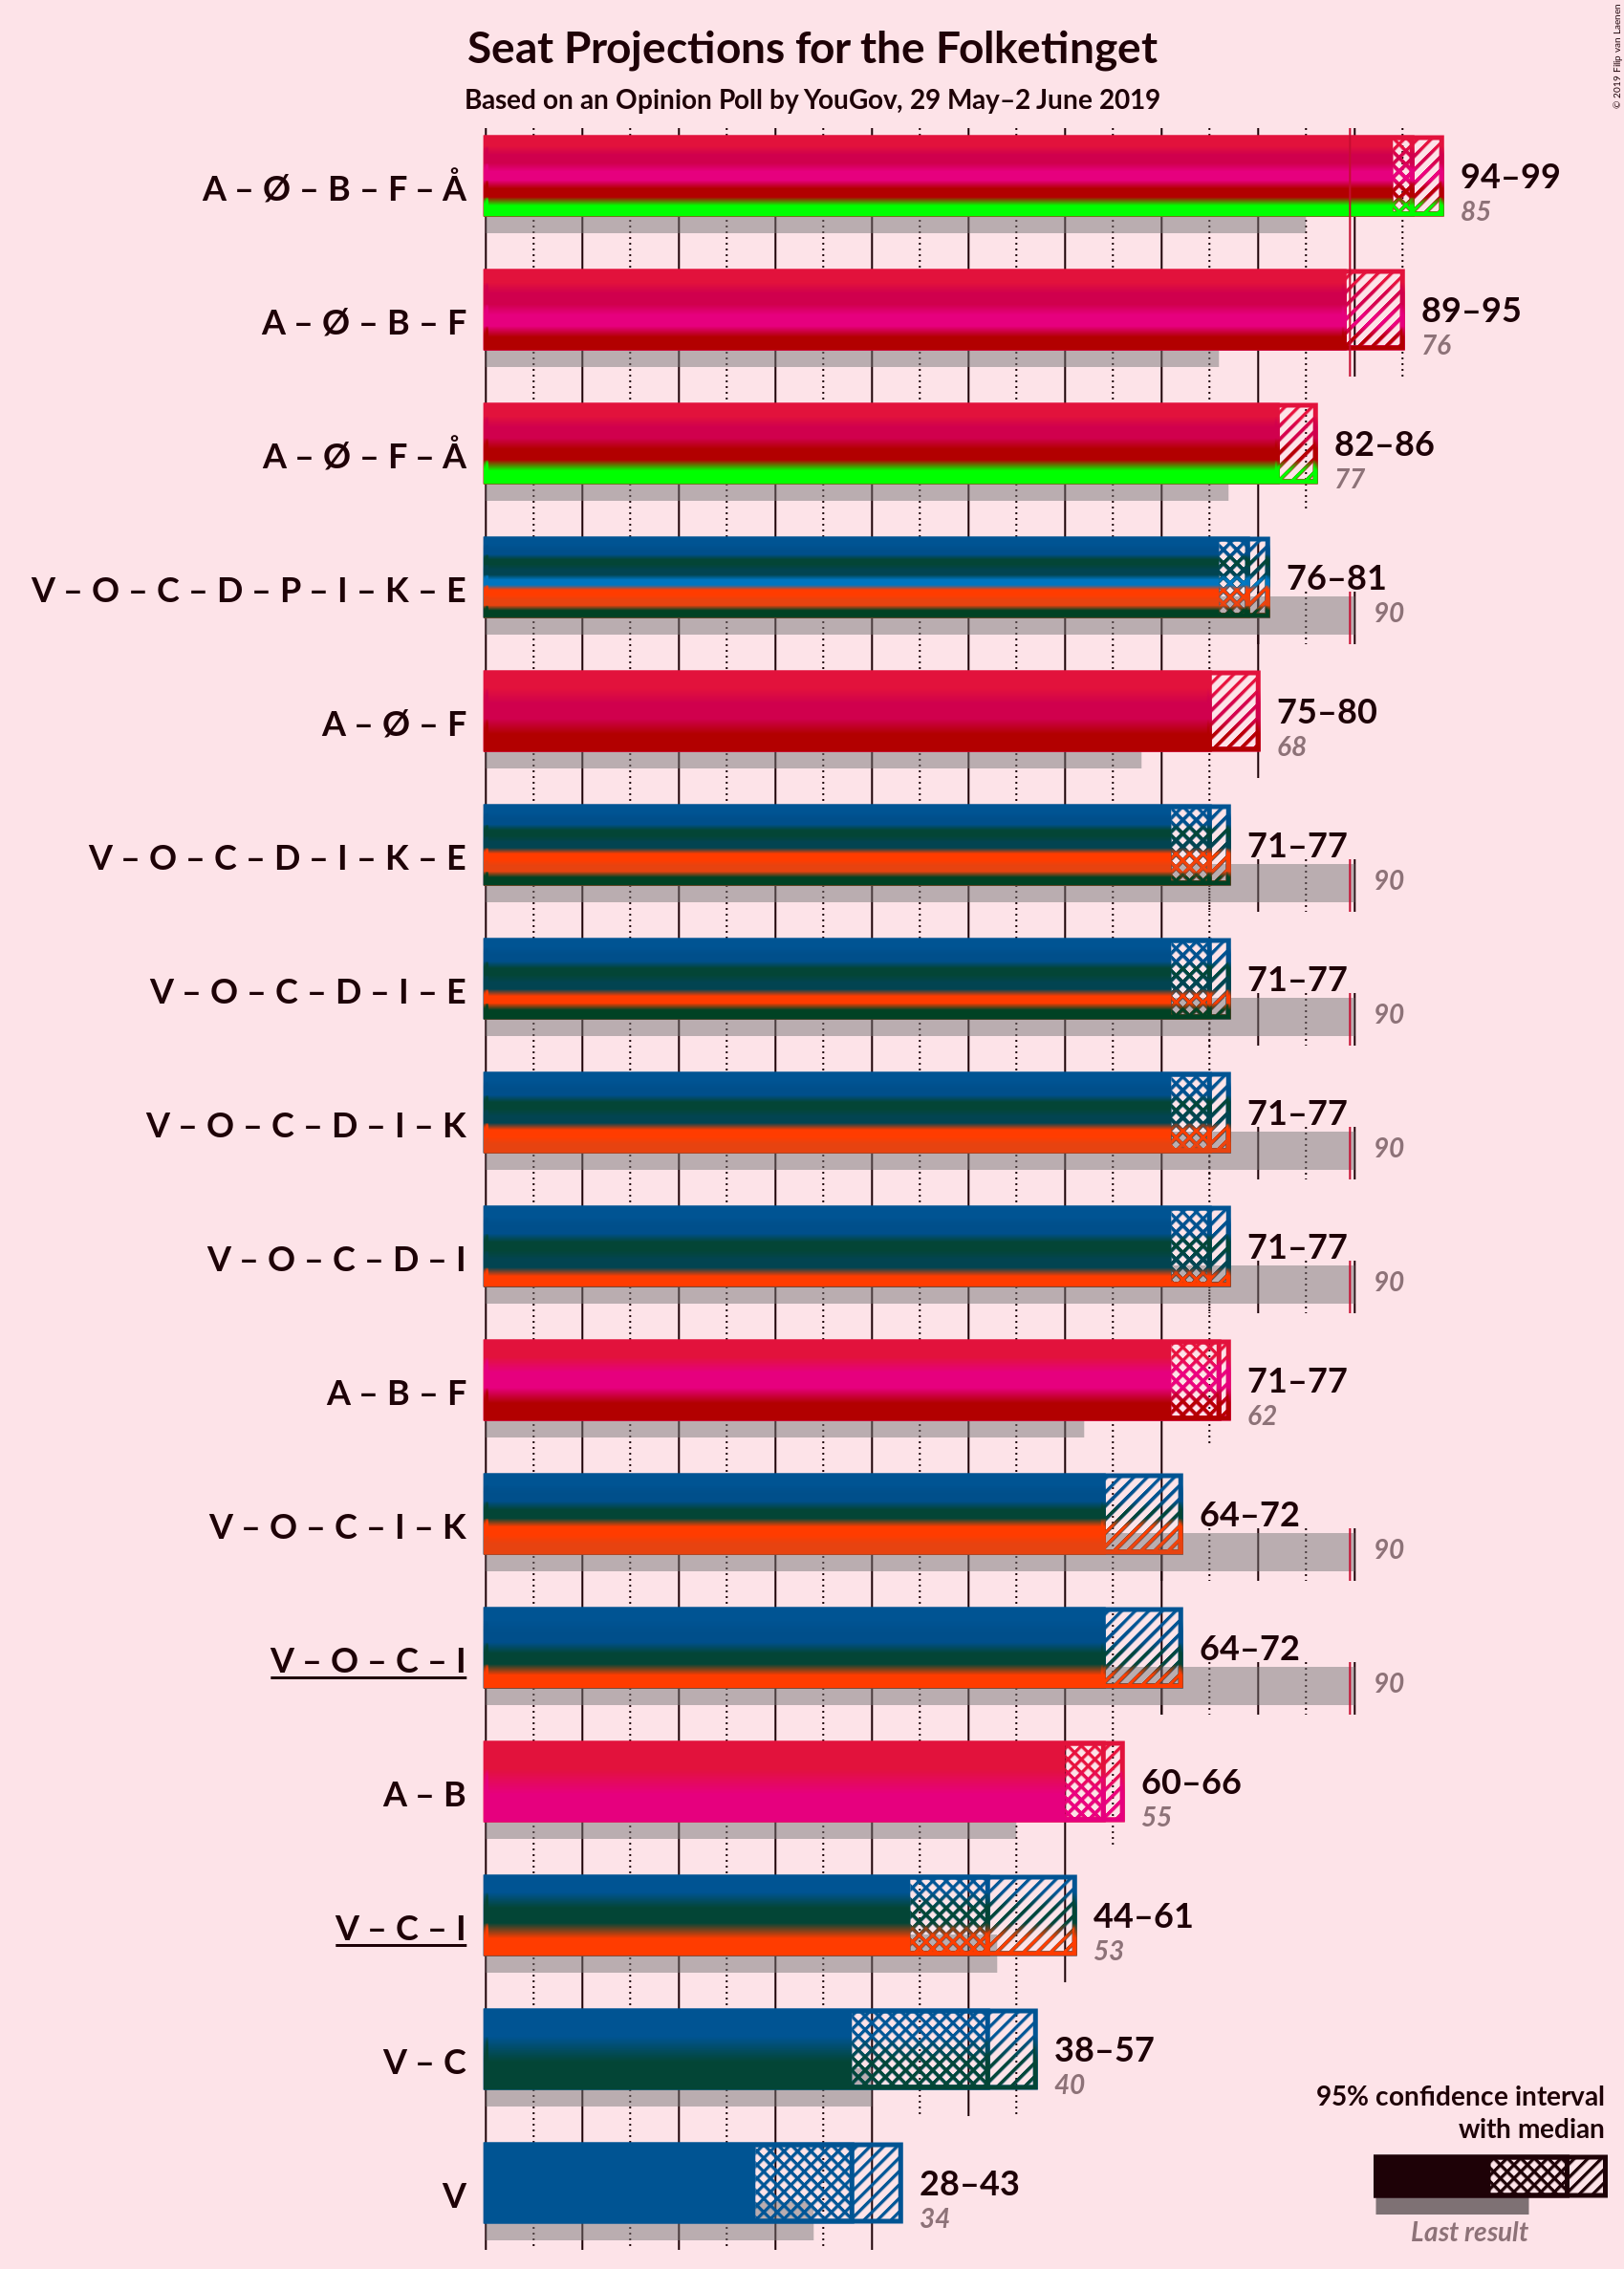 Seat Projections for the Folketinget
Based on an Opinion Poll by YouGov, 29 May–2 June 2019
© 2019 Filip van Laenen
A – Ø – B – F – Å
94–99
85
A – Ø – B – F
89–95
76
A – Ø – F – Å
82–86
77
V – O – C – D – P – I – K – E
76–81
90
A – Ø – F
75–80
68
V – O – C – D – I – K – E
71–77
90
V – O – C – D – I – E
71–77
90
V – O – C – D – I – K
71–77
90
V – O – C – D – I
71–77
90
A – B – F
71–77
62
V – O – C – I – K
64–72
90
V – O – C – I
64–72
90
A – B
60–66
55
V – C – I
44–61
53
V – C
38–57
40
V
28–43
34
95% confidence interval
with median
Last result